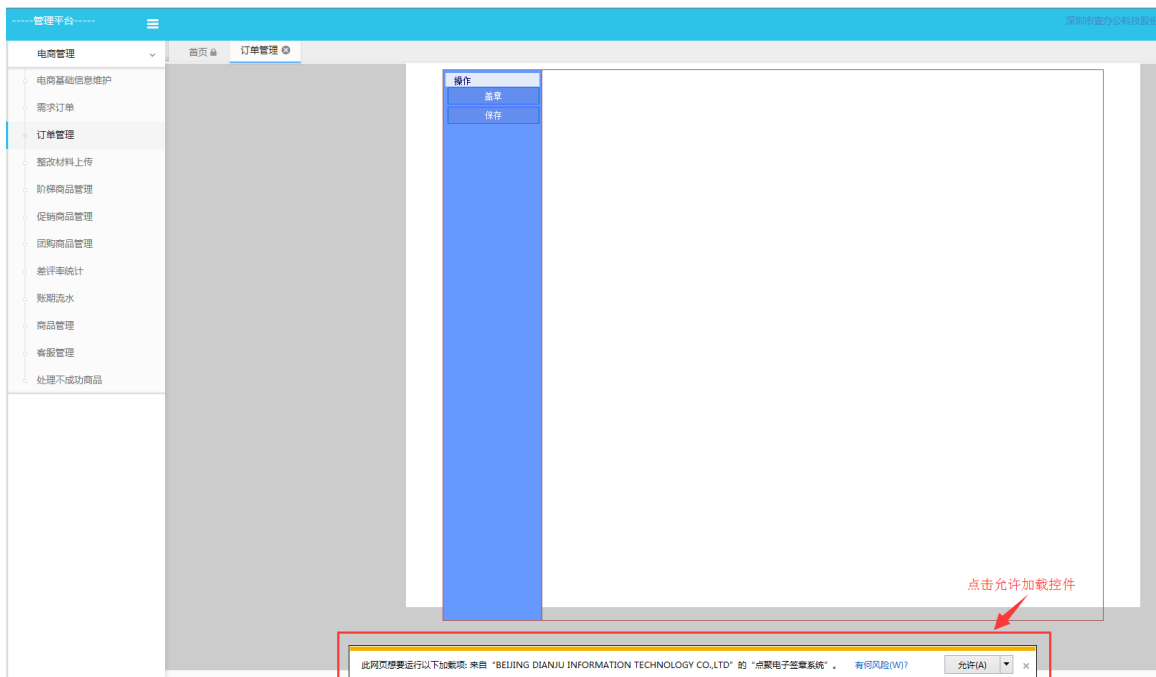 -----管理平台-----
深圳市壹办公科技股份
电商管理
首页
订单管理
电商基础信息维护
需求订单
订单管理
整改材料上传
阶梯商品管理
促销商品管理
团购商品管理
差评率统计
账期流水
商品管理
客服管理
处理不成功商品
操作
盖章
保存
点击允许加载控件
此网页想要运行以下加载项: 来自 "BEIJING DIANJU INFORMATION TECHNOLOGY CO.,LTD" 的 "点聚电子签章系统"。 有何风险(W)? 允许(A) ×